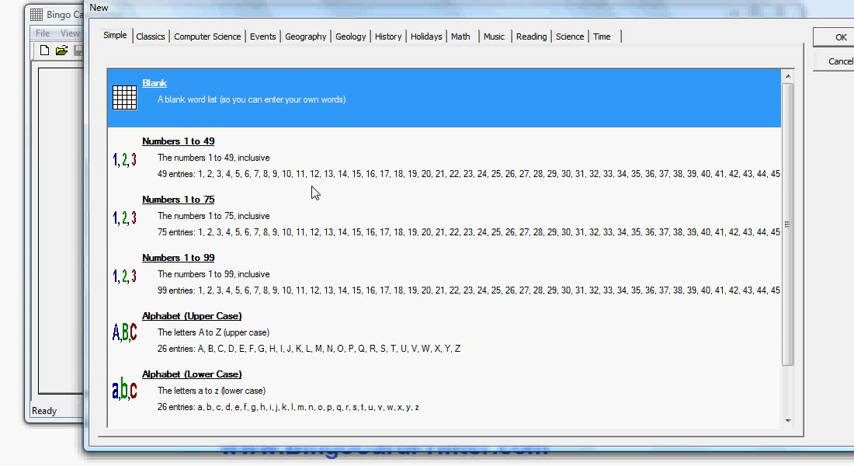 Bingo Ca
New
File View
Simple Classics Computer Science Events Geography Geology History Holidays Math Music Reading Science Time
OK
Cancel
Blank
A blank word list (so you can enter your own words)
Numbers 1 to 49
1, 2, 3
The numbers 1 to 49, inclusive
49 entries: 1, 2, 3, 4, 5, 6, 7, 8, 9, 10, 11, 12, 13, 14, 15, 16, 17, 18, 19, 20, 21, 22, 23, 24, 25, 26, 27, 28, 29, 30, 31, 32, 33, 34, 35, 36, 37, 38, 39, 40, 41, 42, 43, 44, 45
Numbers 1 to 75
1, 2, 3
The numbers 1 to 75, inclusive
75 entries: 1, 2, 3, 4, 5, 6, 7, 8, 9, 10, 11, 12, 13, 14, 15, 16, 17, 18, 19, 20, 21, 22, 23, 24, 25, 26, 27, 28, 29, 30, 31, 32, 33, 34, 35, 36, 37, 38, 39, 40, 41, 42, 43, 44, 45
Numbers 1 to 99
1, 2, 3
The numbers 1 to 99, inclusive
99 entries: 1, 2, 3, 4, 5, 6, 7, 8, 9, 10, 11, 12, 13, 14, 15, 16, 17, 18, 19, 20, 21, 22, 23, 24, 25, 26, 27, 28, 29, 30, 31, 32, 33, 34, 35, 36, 37, 38, 39, 40, 41, 42, 43, 44, 45
Alphabet (Upper Case)
A,B,C
The letters A to Z (upper case)
26 entries: A, B, C, D, E, F, G, H, I, J, K, L, M, N, O, P, Q, R, S, T, U, V, W, X, Y, Z
Alphabet (Lower Case)
a,b,c
The letters a to z (lower case)
26 entries: a, b, c, d, e, f, g, h, i, j, k, l, m, n, o, p, q, r, s, t, u, v, w, x, y, z
Ready